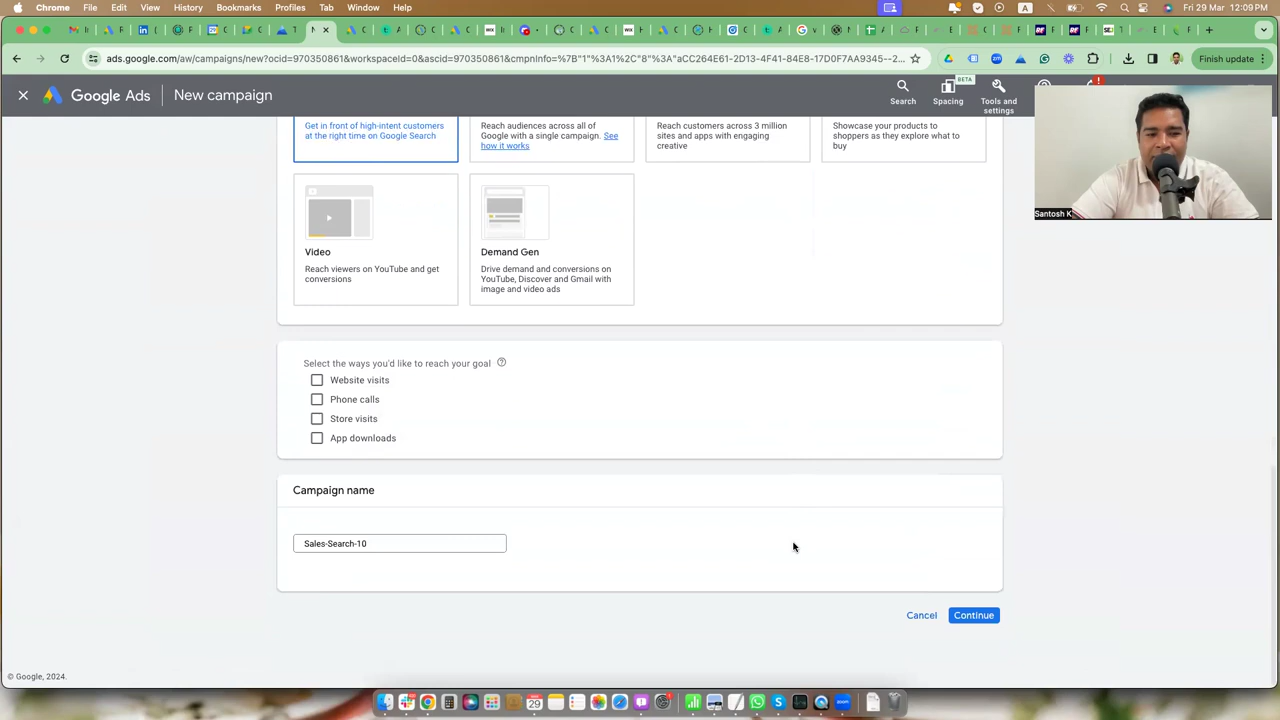 Chrome File Edit View History Bookmarks Profiles Tab Window Help
Fri 29 Mar 12:09 PM
ads.google.com/aw/campaigns/new?ocid=970350861&workspaceId=0&ascid=970350861&cmpnInfo=%7B"1"%3A1%2C"8"%3A"aCC264E61-2D13-4F41-84E8-17D0F7AA9345--2...
Finish update
Google Ads New campaign
Search
BETA
Spacing
Tools and
settings
Get in front of high-intent customers
at the right time on Google Search
Reach audiences across all of
Google with a single campaign. See
how it works
Reach customers across 3 million
sites and apps with engaging
creative
Showcase your products to
shoppers as they explore what to
buy
Video
Reach viewers on YouTube and get
conversions
Demand Gen
Drive demand and conversions on
YouTube, Discover and Gmail with
image and video ads
Santosh K
Select the ways you'd like to reach your goal
Website visits
Phone calls
Store visits
App downloads
Campaign name
Sales-Search-10
Cancel Continue
© Google, 2024.